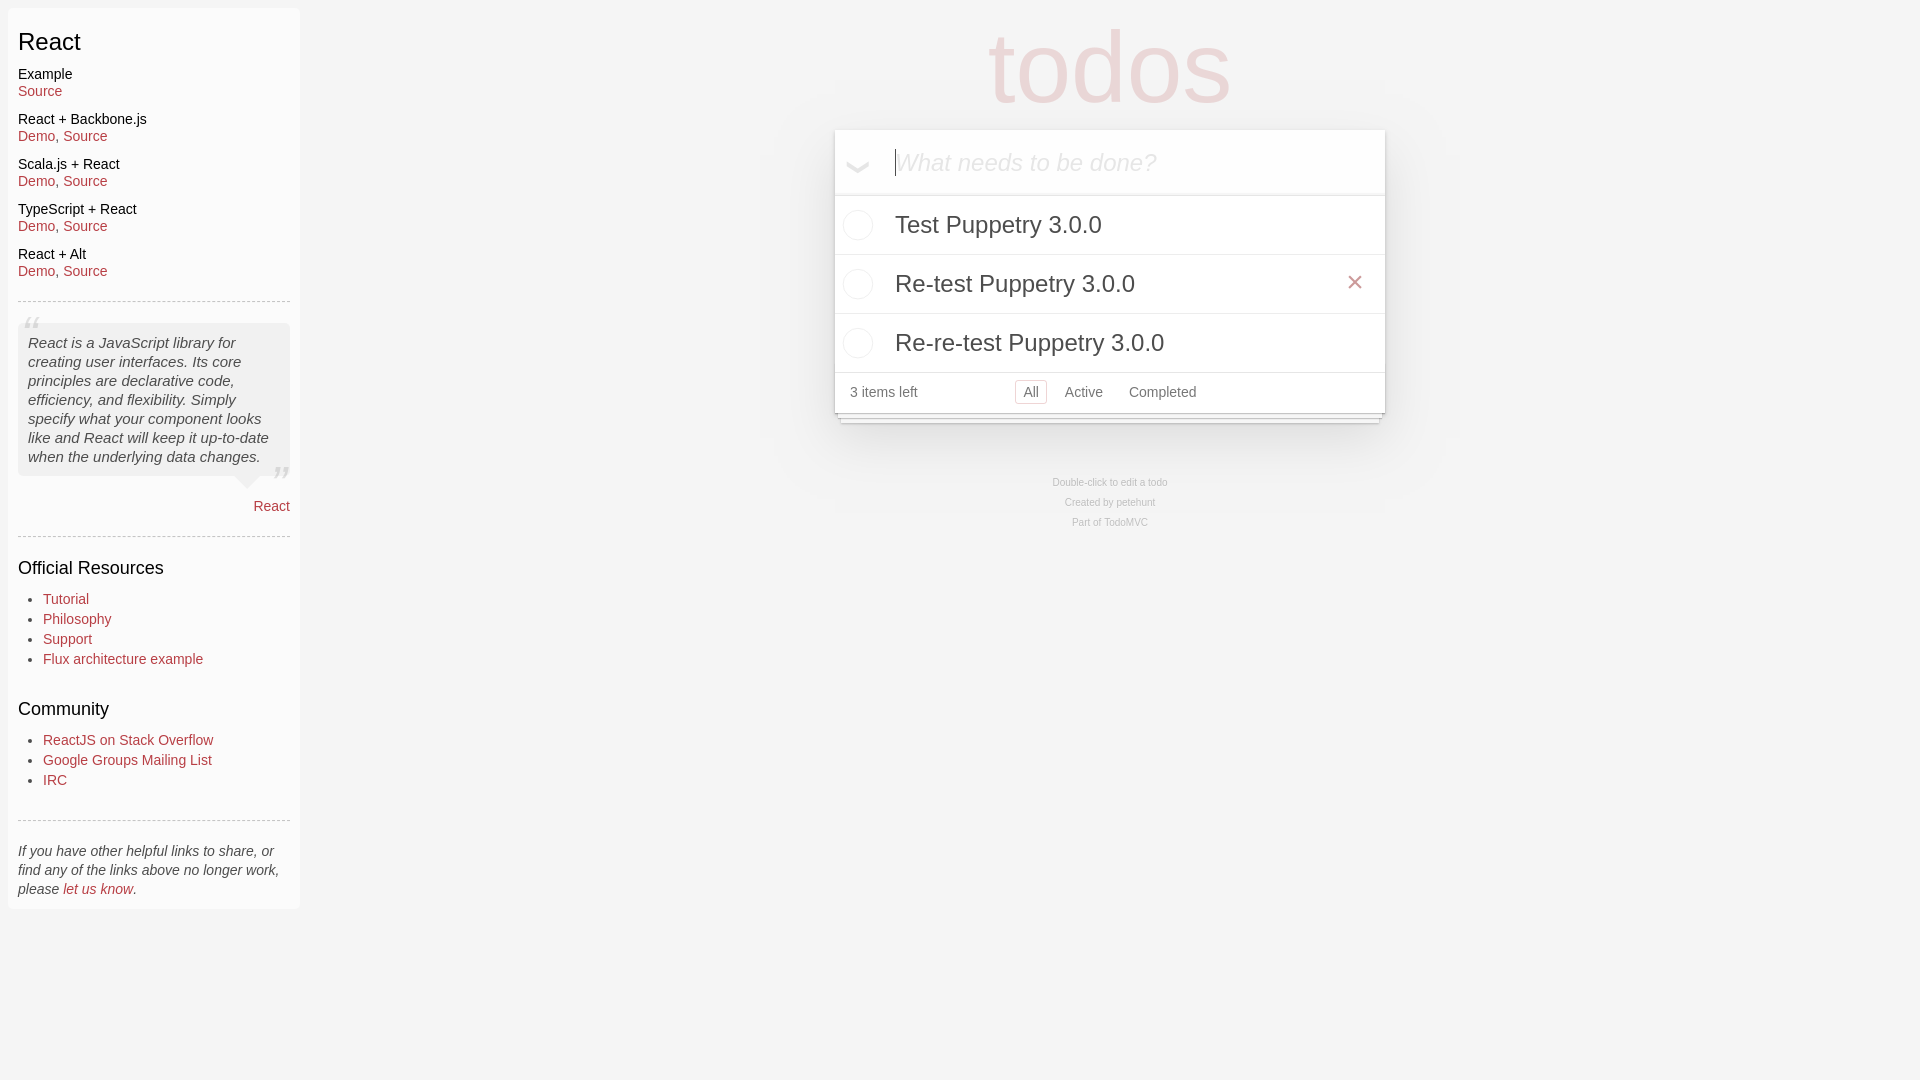 React
Example
Source
React + Backbone.js
Demo, Source
Scala.js + React
Demo, Source
TypeScript + React
Demo, Source
React + Alt
Demo, Source
“
React is a JavaScript library for
creating user interfaces. Its core
principles are declarative code,
efficiency, and flexibility. Simply
specify what your component looks
like and React will keep it up-to-date
when the underlying data changes.
”
React
Official Resources
• Tutorial
• Philosophy
• Support
• Flux architecture example
Community
• ReactJS on Stack Overflow
• Google Groups Mailing List
• IRC
If you have other helpful links to share, or
find any of the links above no longer work,
please let us know.
todos
What needs to be done?
Test Puppetry 3.0.0
Re-test Puppetry 3.0.0 ×
Re-re-test Puppetry 3.0.0
3 items left All Active Completed
Double-click to edit a todo
Created by petehunt
Part of TodoMVC